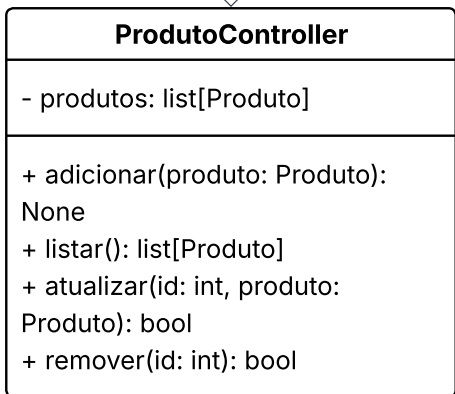 ProdutoController
- produtos: list[Produto]
+ adicionar(produto: Produto):
None
+ listar(): list[Produto]
+ atualizar(id: int, produto:
Produto): bool
+ remover(id: int): bool